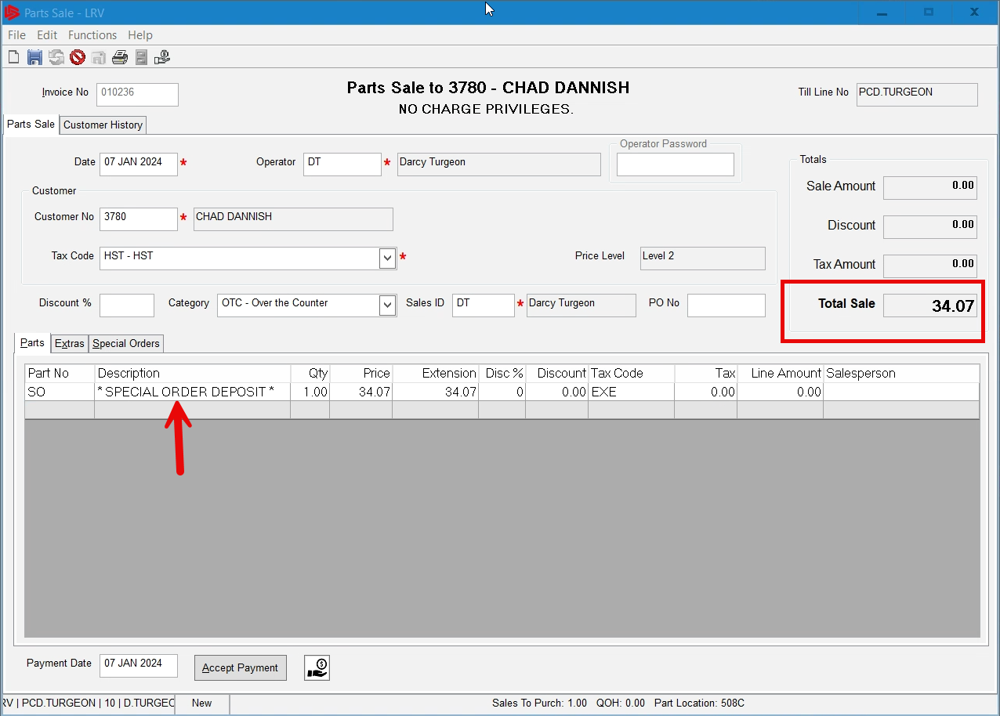 Parts Sale - LRV
File Edit Functions Help
Invoice No 010236
Parts Sale to 3780 - CHAD DANNISH
NO CHARGE PRIVILEGES.
Till Line No PCD.TURGEON
Parts Sale Customer History
Date 07 JAN 2024 * Operator DT * Darcy Turgeon
Operator Password
Totals
Sale Amount 0.00
Discount 0.00
Tax Amount 0.00
Total Sale 34.07
Customer
Customer No 3780 * CHAD DANNISH
Tax Code HST - HST * Price Level Level 2
Discount % Category OTC - Over the Counter Sales ID DT * Darcy Turgeon PO No
Parts Extras Special Orders
Part No Description Qty Price Extension Disc % Discount Tax Code Tax Line Amount Salesperson
SO * SPECIAL ORDER DEPOSIT * 1.00 34.07 34.07 0 0.00 EXE 0.00 0.00
Payment Date 07 JAN 2024 Accept Payment
RV | PCD.TURGEON | 10 | D.TURGEC New Sales To Purch: 1.00 QOH: 0.00 Part Location: 508C